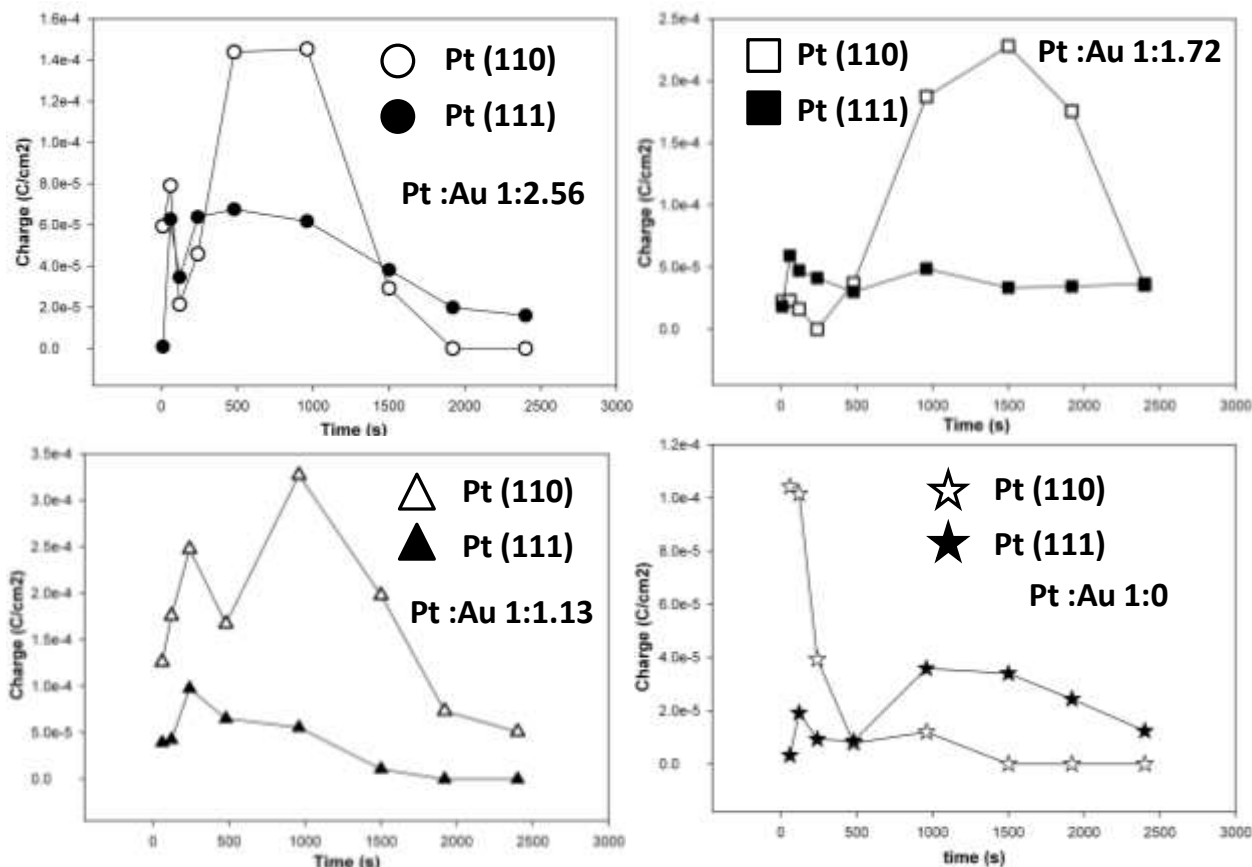 1.6e-4
1.4e-4
1.2e-4
1.0e-4
8.0e-5
6.0e-5
4.0e-5
2.0e-5
0.0
Charge (C/cm2)
Pt (110)
Pt (111)
Pt :Au 1:2.56
0 500 1000 1500 2000 2500 3000
Time (s)
2.5e-4
2.0e-4
1.5e-4
1.0e-4
5.0e-5
0.0
Charge (C/cm2)
Pt (110)
Pt (111)
Pt :Au 1:1.72
0 500 1000 1500 2000 2500 3000
Time (s)
3.5e-4
3.0e-4
2.5e-4
2.0e-4
1.5e-4
1.0e-4
5.0e-5
0.0
Charge (C/cm2)
Pt (110)
Pt (111)
Pt :Au 1:1.13
0 500 1000 1500 2000 2500 3000
Time (s)
1.2e-4
1.0e-4
8.0e-5
6.0e-5
4.0e-5
2.0e-5
0.0
Charge (C/cm2)
Pt (110)
Pt (111)
Pt :Au 1:0
0 500 1000 1500 2000 2500 3000
time (s)